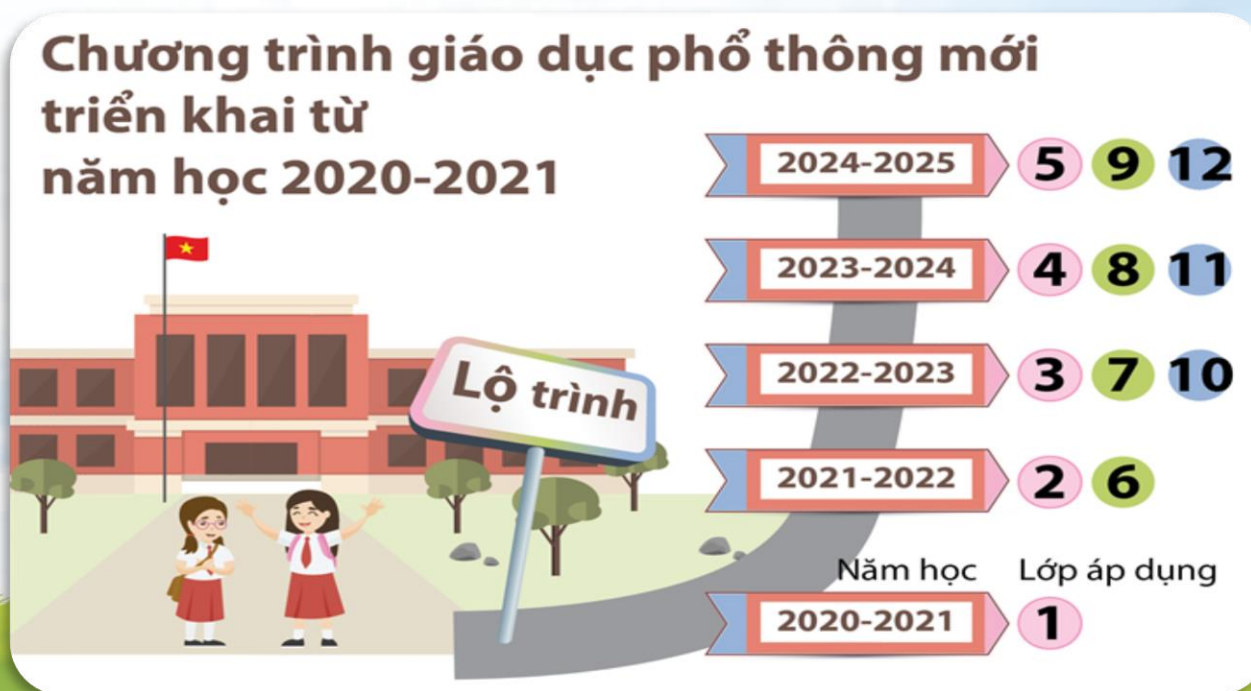 Chương trình giáo dục phổ thông mới
triển khai từ
năm học 2020-2021
2024-2025 5 9 12
2023-2024 4 8 11
2022-2023 3 7 10
2021-2022 2 6
Năm học Lớp áp dụng
2020-2021 1
Lộ trình